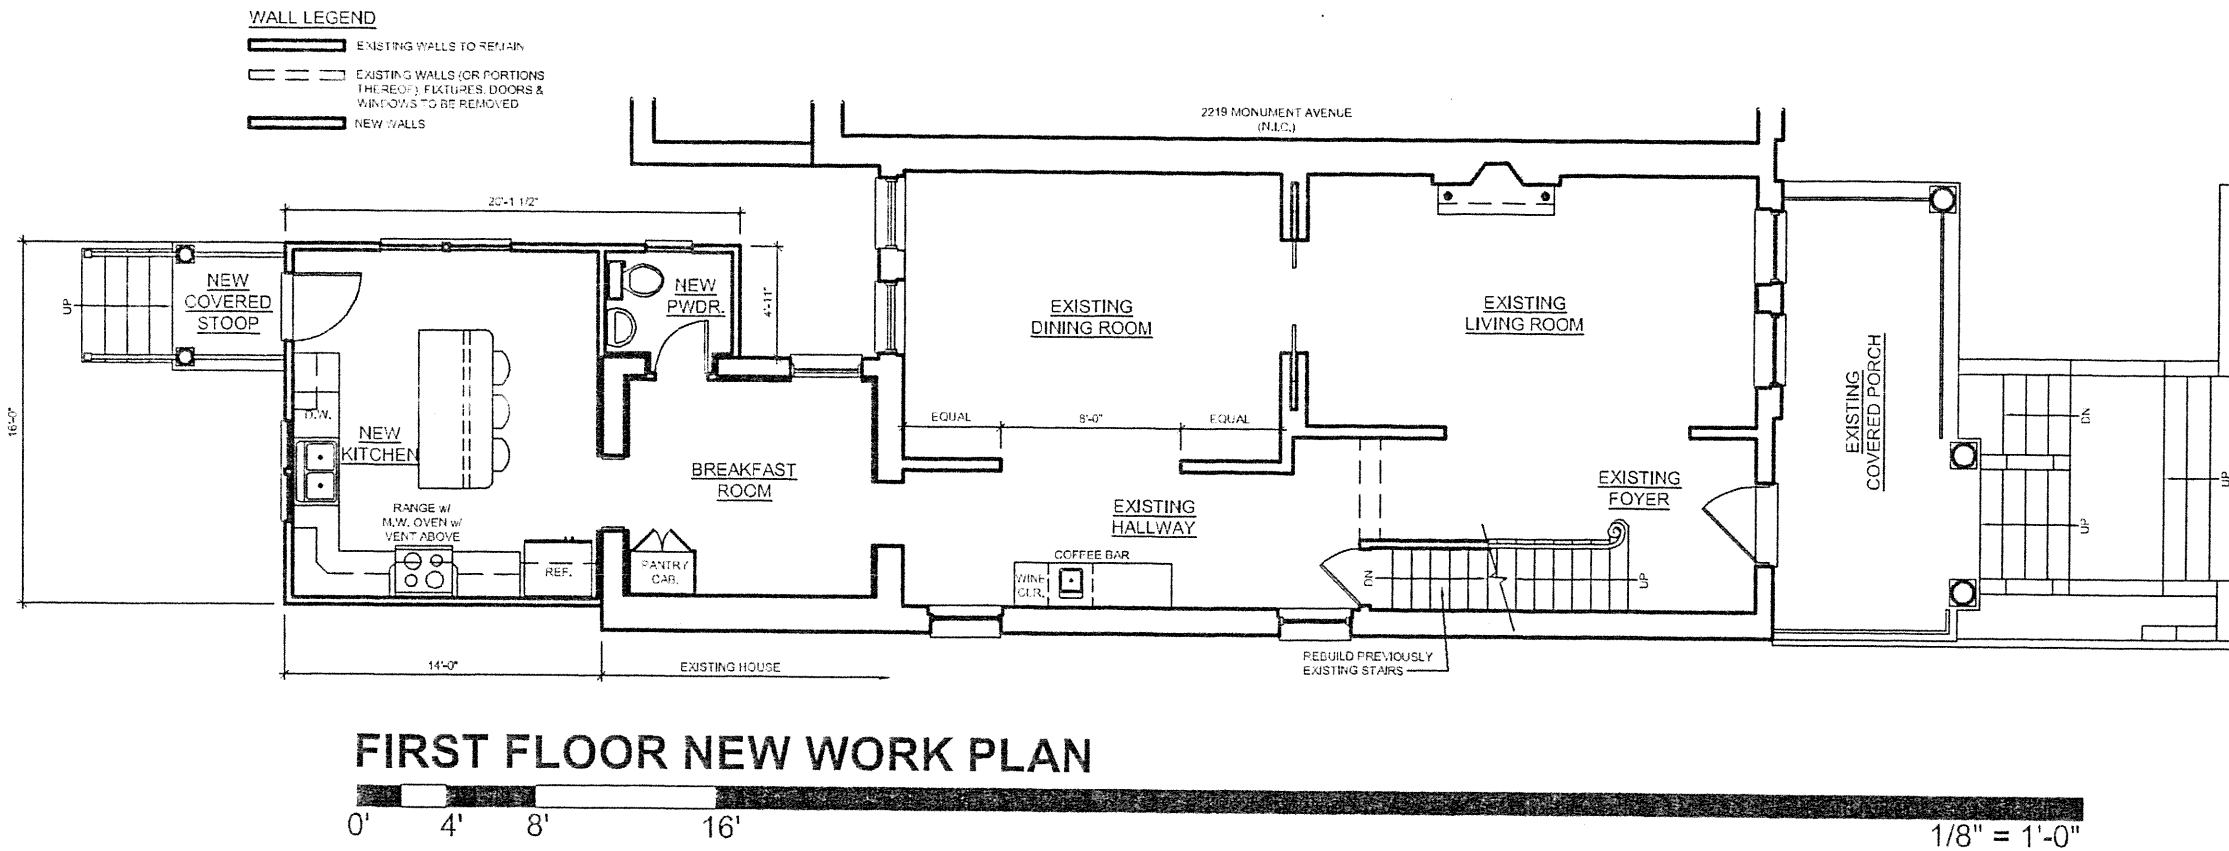 WALL LEGEND
EXISTING WALLS TO REMAIN
EXISTING WALLS (OR PORTIONS
THEREOF), FIXTURES, DOORS &
WINDOWS TO BE REMOVED
NEW WALLS
2219 MONUMENT AVENUE
(N.I.C.)
20'-1 1/2"
16'-0"
4'-11"
UP
NEW
COVERED
STOOP
NEW
PWDR.
EXISTING
DINING ROOM
EXISTING
LIVING ROOM
EXISTING
COVERED PORCH
D.W.
NEW
KITCHEN
EQUAL
8'-0"
EQUAL
DN
BREAKFAST
ROOM
EXISTING
FOYER
UP
EXISTING
HALLWAY
RANGE w/
M.W. OVEN w/
VENT ABOVE
UP
REF.
PANTRY
CAB.
COFFEE BAR
WINE
CLR.
DN
UP
14'-0"
EXISTING HOUSE
REBUILD PREVIOUSLY
EXISTING STAIRS
FIRST FLOOR NEW WORK PLAN
0' 4' 8' 16'
1/8" = 1'-0"